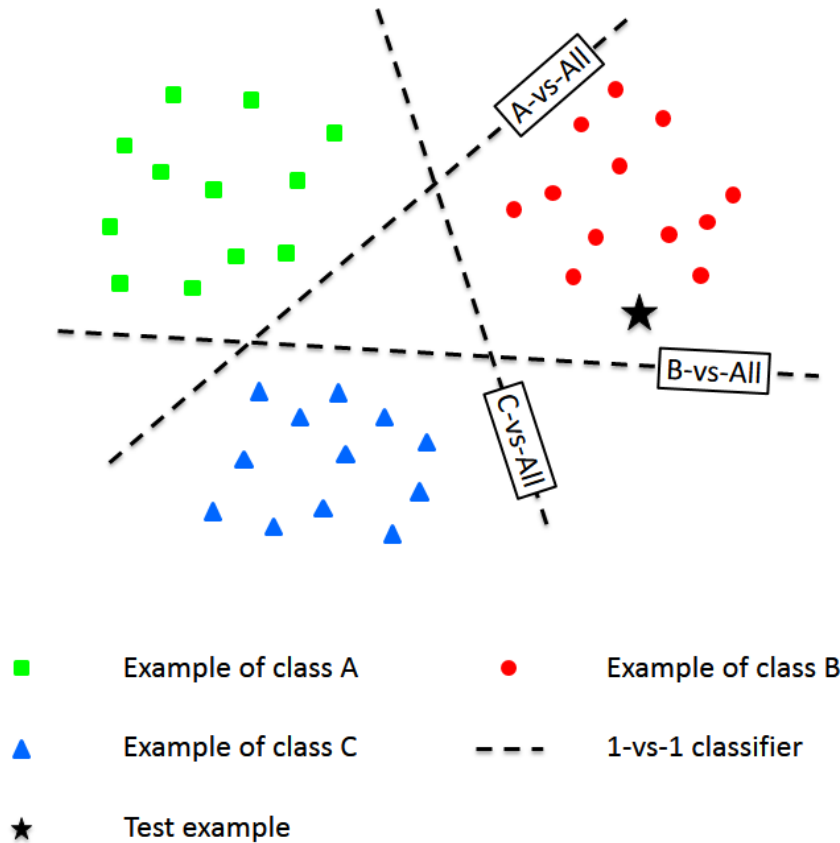 A-vs-All
B-vs-All
C-vs-All
Example of class A
Example of class B
Example of class C
1-vs-1 classifier
Test example